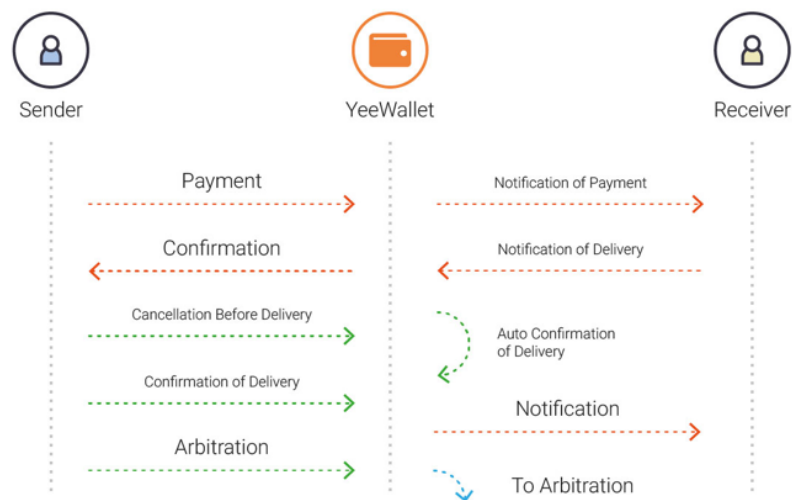 Sender
YeeWallet
Receiver
Payment
Notification of Payment
Confirmation
Notification of Delivery
Cancellation Before Delivery
Auto Confirmation
of Delivery
Confirmation of Delivery
Notification
Arbitration
To Arbitration